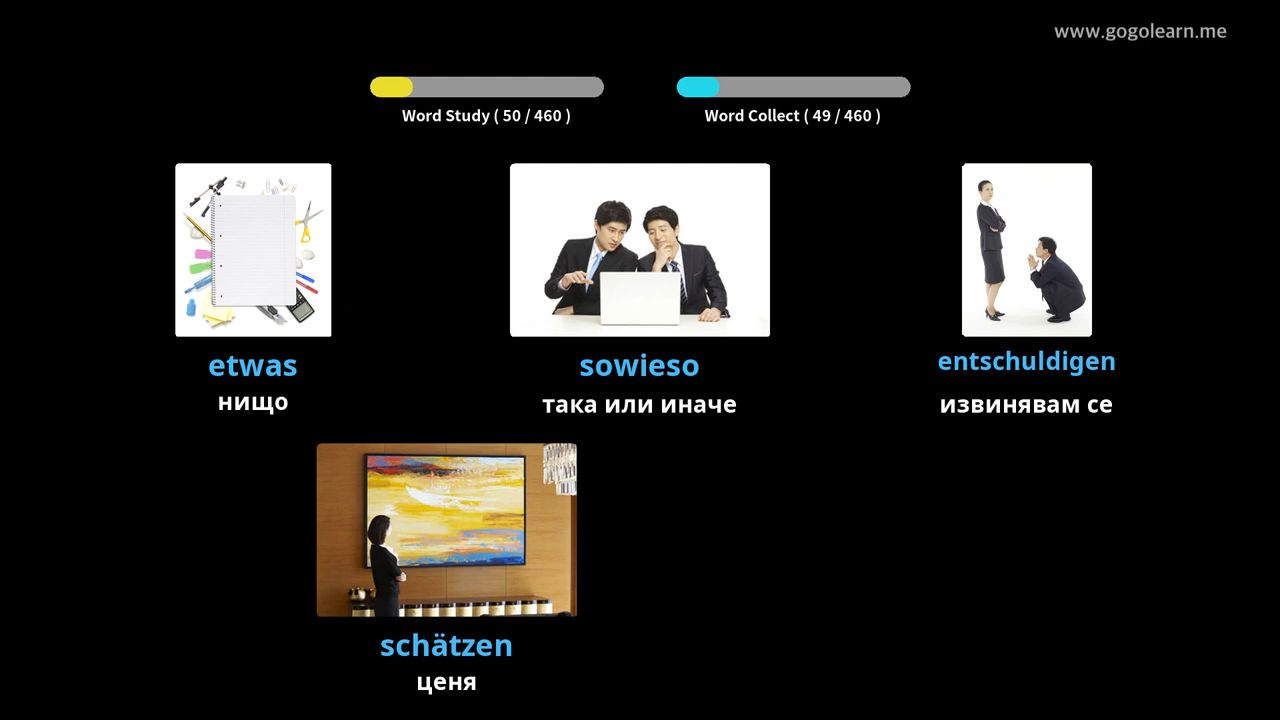 www.gogolearn.me
Word Study ( 50 / 460 )
Word Collect ( 49 / 460 )
etwas
нищо
sowieso
така или иначе
entschuldigen
извинявам се
schätzen
ценя